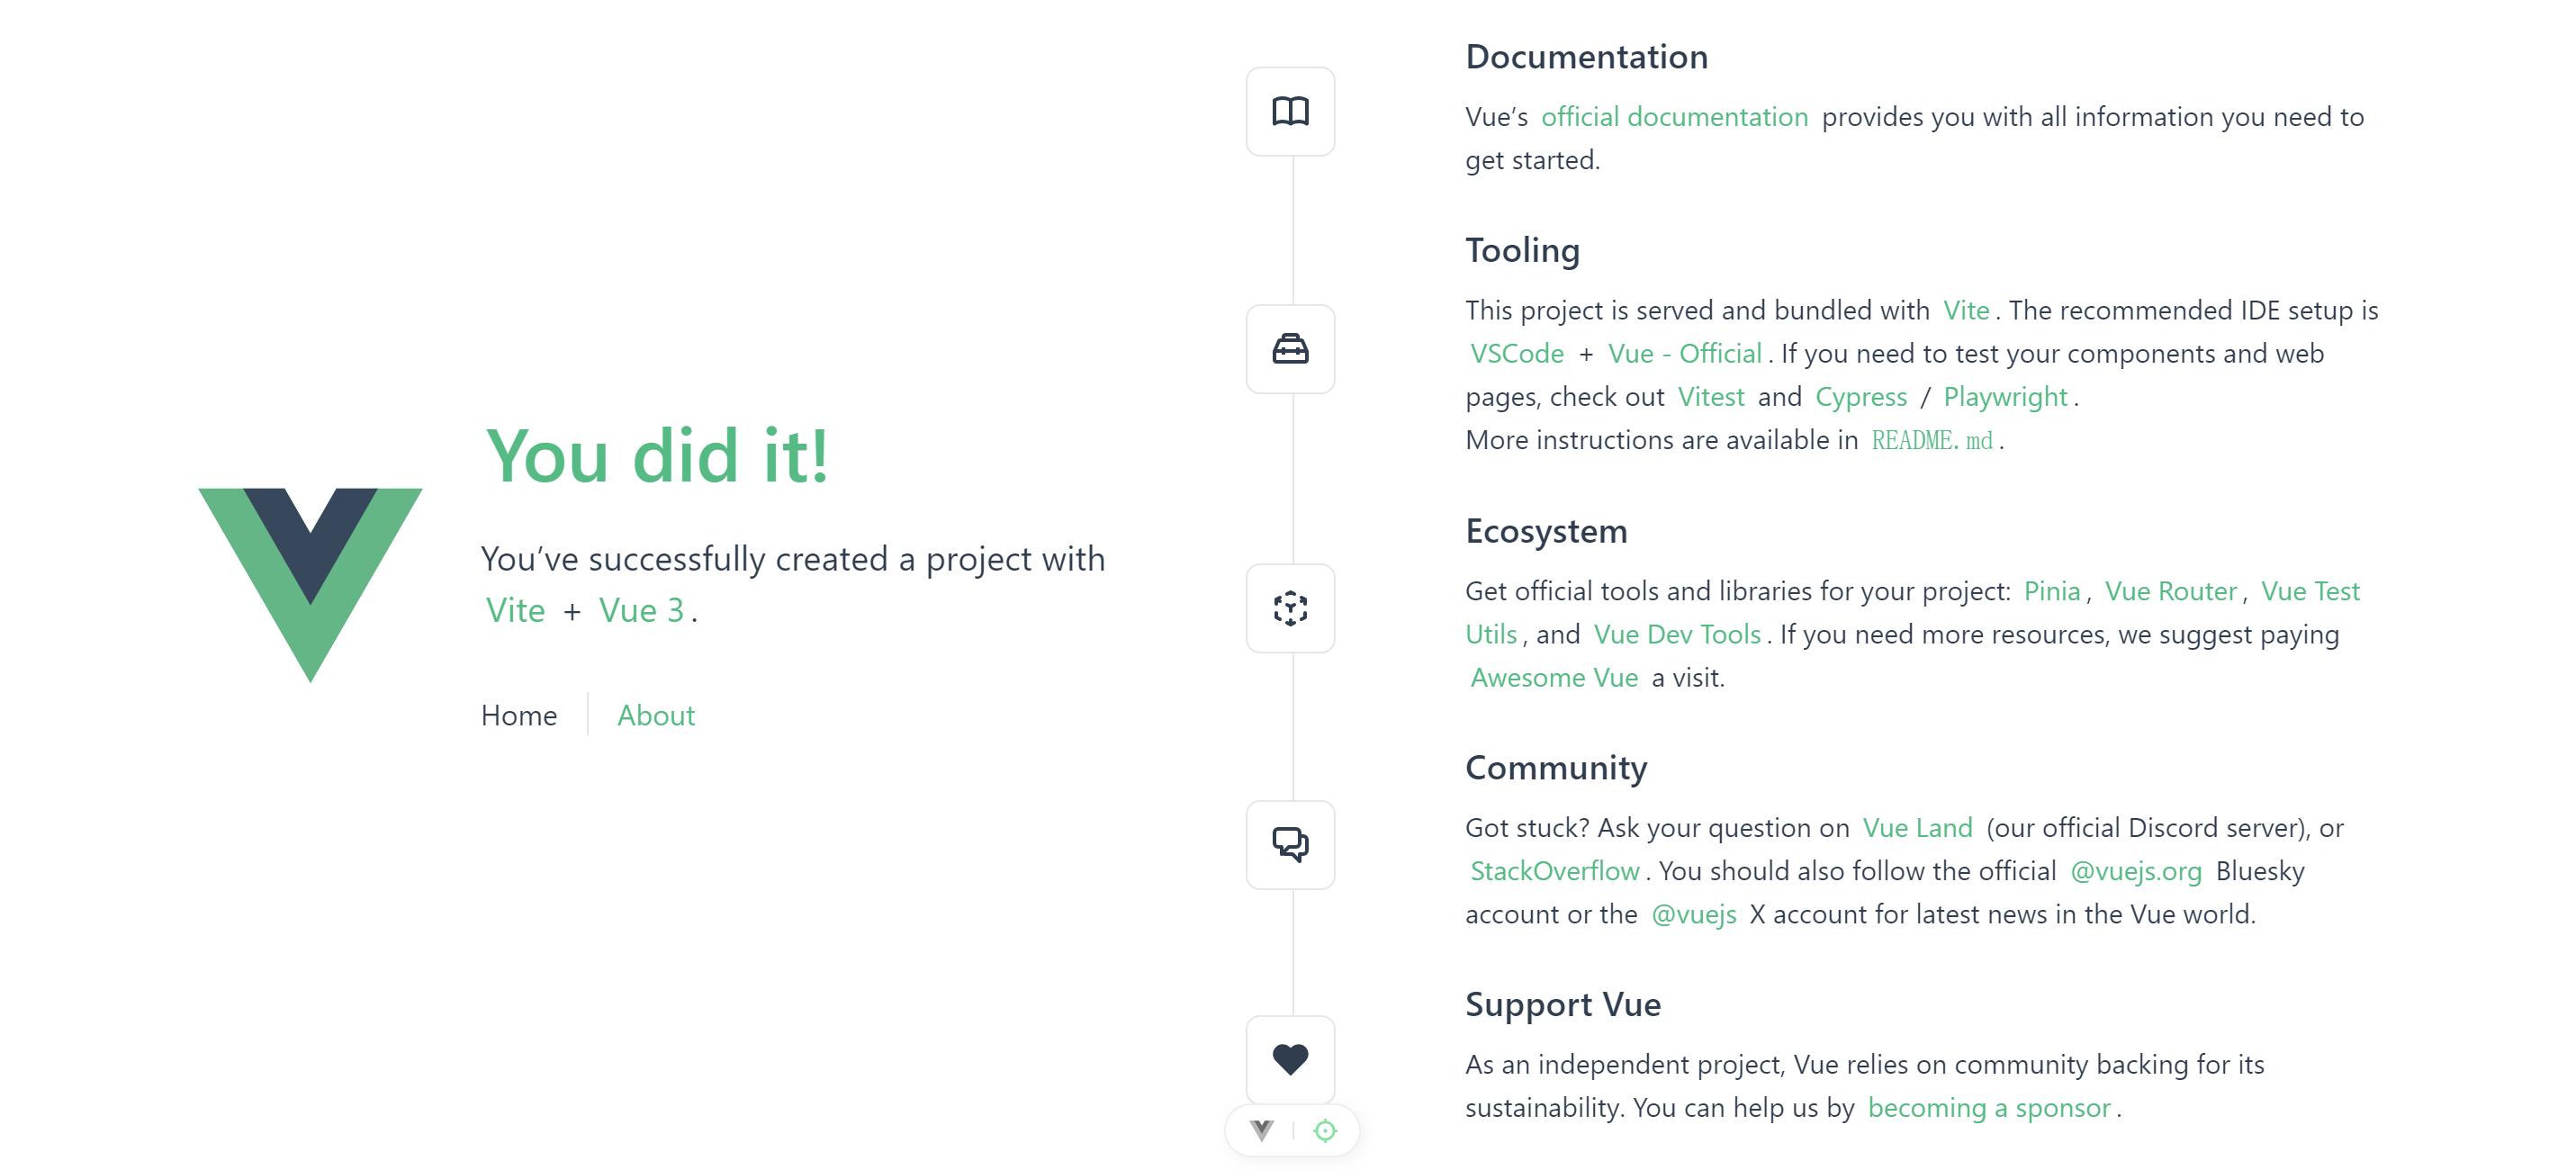 You did it!
You’ve successfully created a project with
Vite + Vue 3.
Home About
Documentation
Vue’s official documentation provides you with all information you need to
get started.
Tooling
This project is served and bundled with Vite. The recommended IDE setup is
VSCode + Vue - Official. If you need to test your components and web
pages, check out Vitest and Cypress / Playwright.
More instructions are available in README.md.
Ecosystem
Get official tools and libraries for your project: Pinia, Vue Router, Vue Test
Utils, and Vue Dev Tools. If you need more resources, we suggest paying
Awesome Vue a visit.
Community
Got stuck? Ask your question on Vue Land (our official Discord server), or
StackOverflow. You should also follow the official @vuejs.org Bluesky
account or the @vuejs X account for latest news in the Vue world.
Support Vue
As an independent project, Vue relies on community backing for its
sustainability. You can help us by becoming a sponsor.